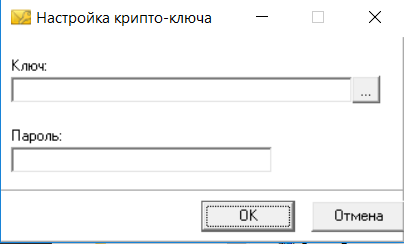 Настройка крипто-ключа
Ключ:
...
Пароль:
OK
Отмена